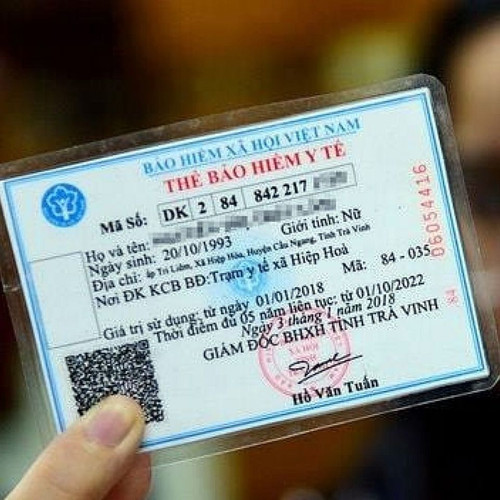 BẢO HIỂM XÃ HỘI VIỆT NAM
THẺ BẢO HIỂM Y TẾ
Mã Số: DK 2 84 842 217
Họ và tên:
Ngày sinh: 20/10/1993 Giới tính: Nữ
Địa chỉ: ấp Trì Liêm, Xã Hiệp Hòa, Huyện Cầu Ngang, Tỉnh Trà Vinh
Nơi ĐK KCB BĐ: Trạm y tế xã Hiệp Hoà
Mã: 84 - 035
Giá trị sử dụng: từ ngày 01/01/2018
Thời điểm đủ 05 năm liên tục: từ 01/10/2022
Ngày 3 tháng 1 năm 2018
GIÁM ĐỐC BHXH TỈNH TRÀ VINH
Hồ Văn Tuấn
06054416
84